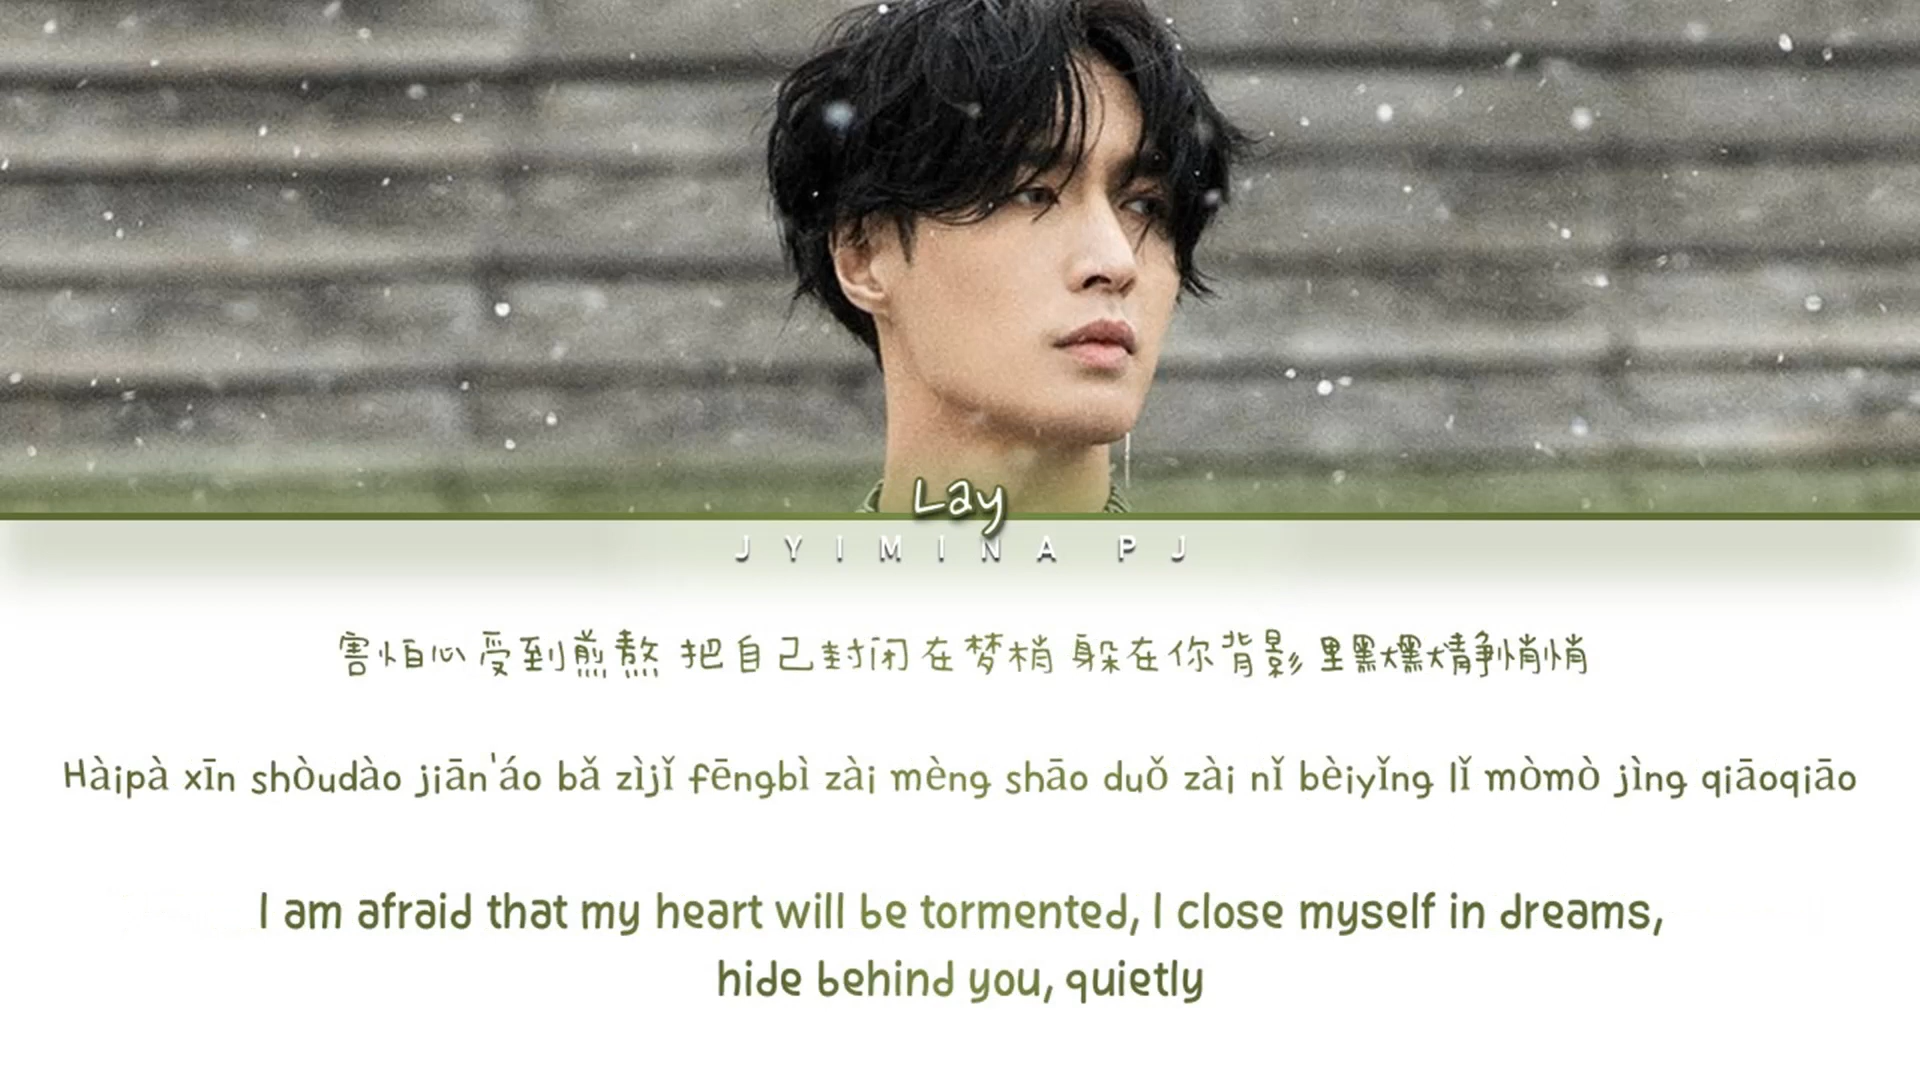 Lay
JYIMINA PJ
害怕心受到煎熬 把自己封闭在梦梢 躲在你背影 里嘿嘿婧静悄悄
Hàipà xīn shòudào jiān'áo bǎ zìjǐ fēngbì zài mèng shāo duǒ zài nǐ bèiyǐng lǐ mòmò jìng qiāoqiāo
I am afraid that my heart will be tormented, I close myself in dreams,
hide behind you, quietly